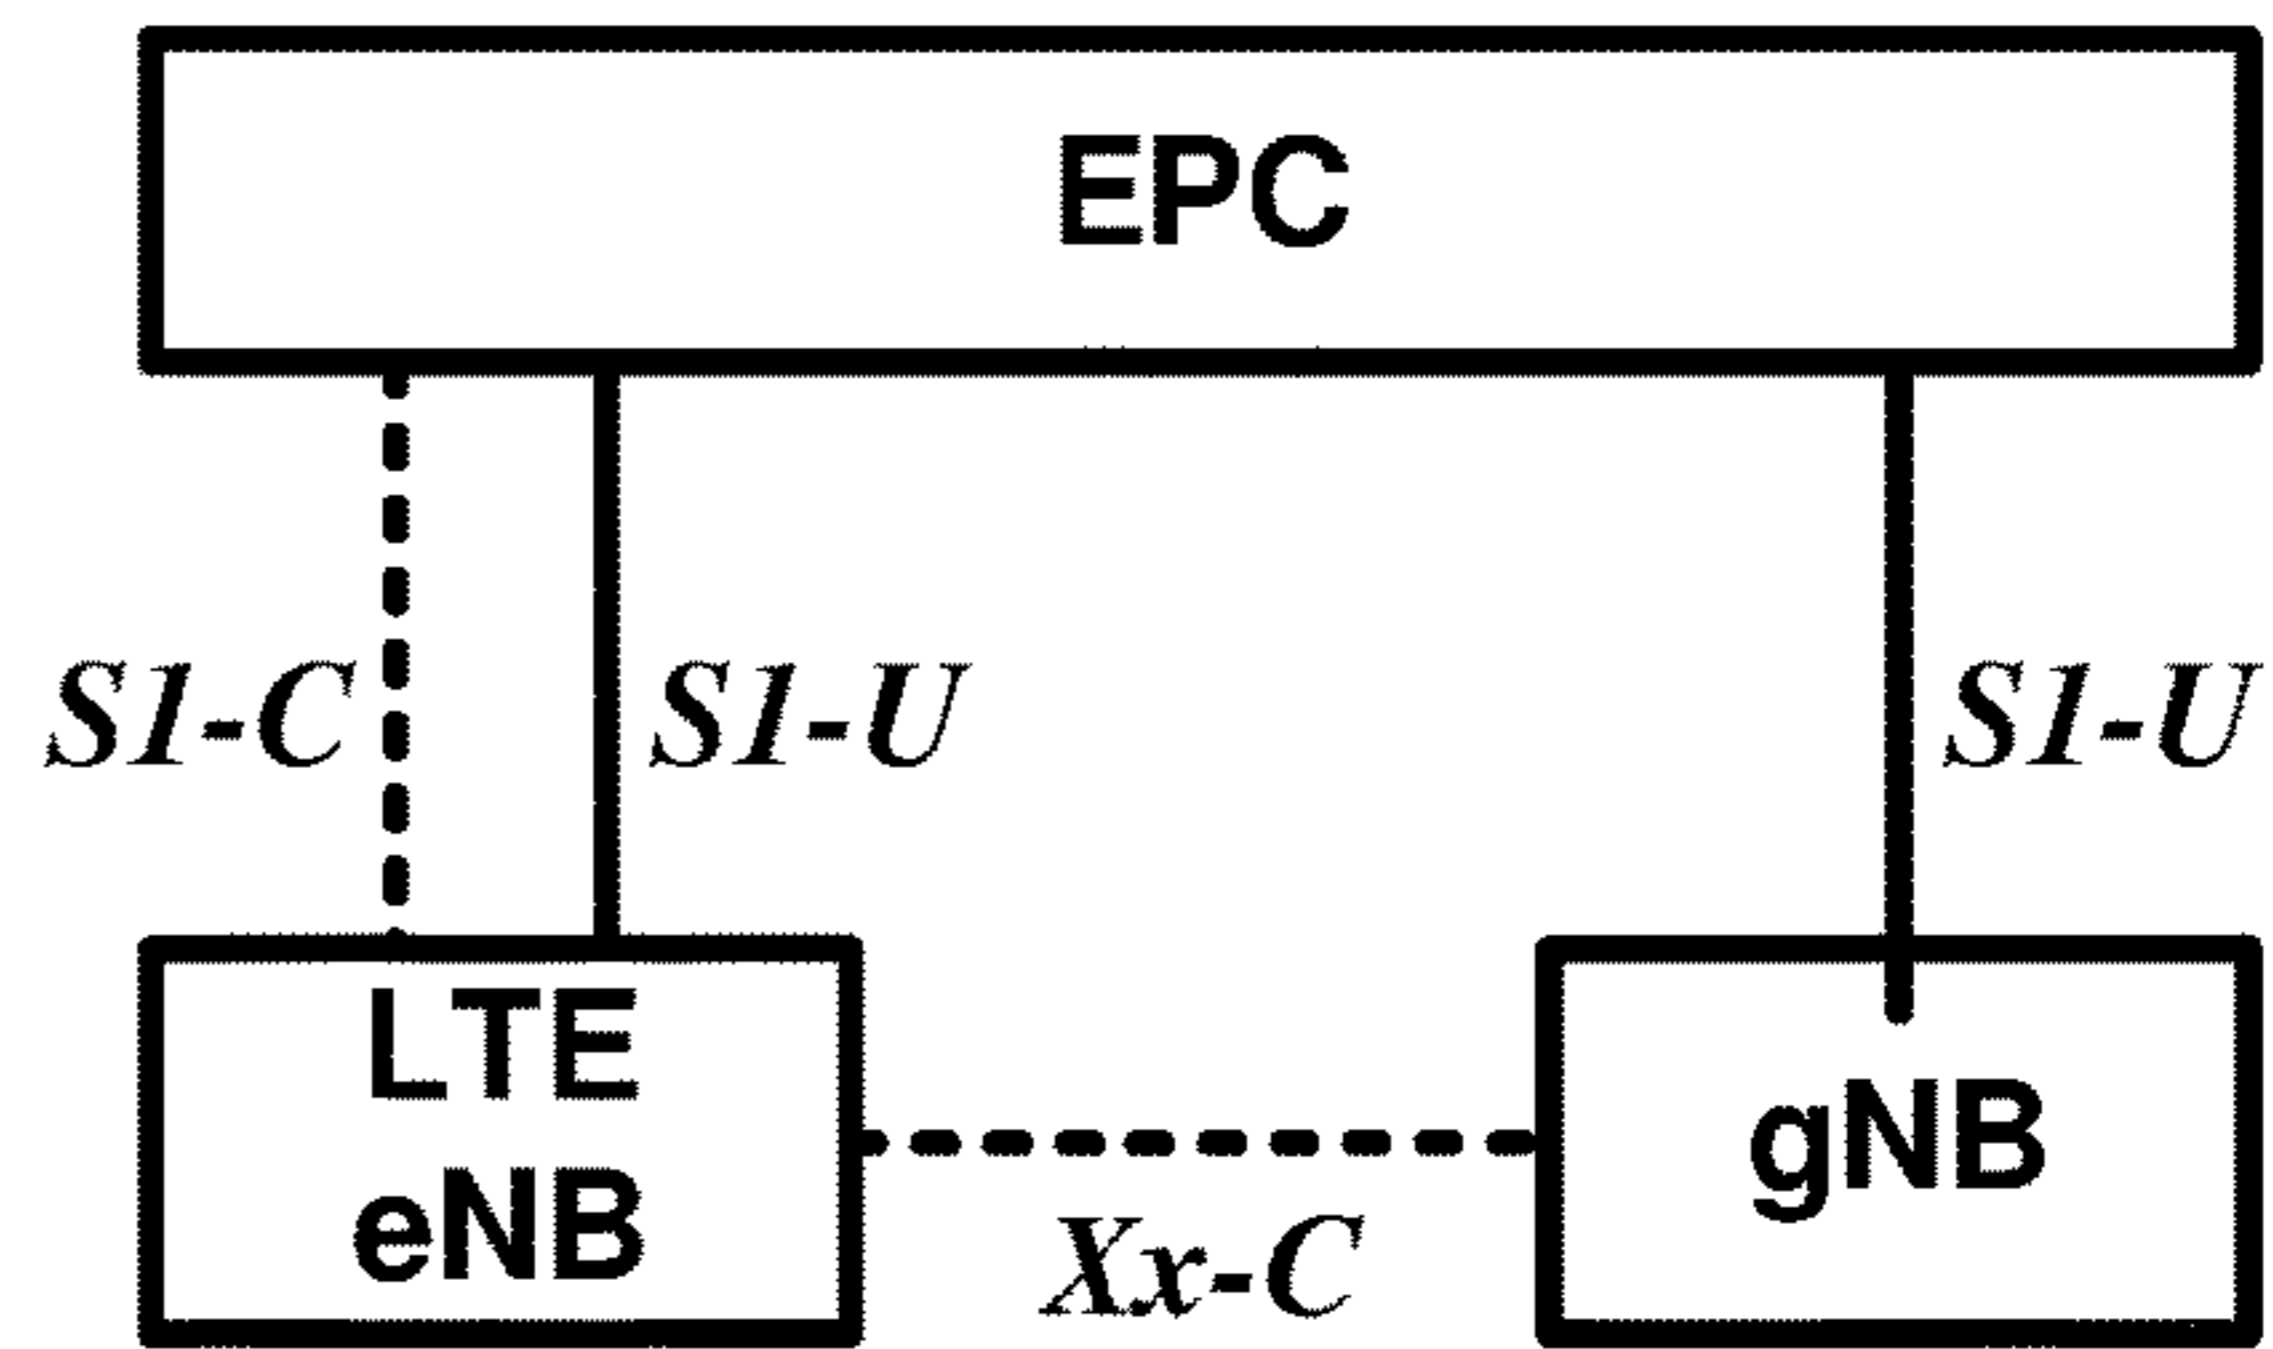 EPC
S1-C
S1-U
S1-U
LTE
eNB
gNB
Xx-C